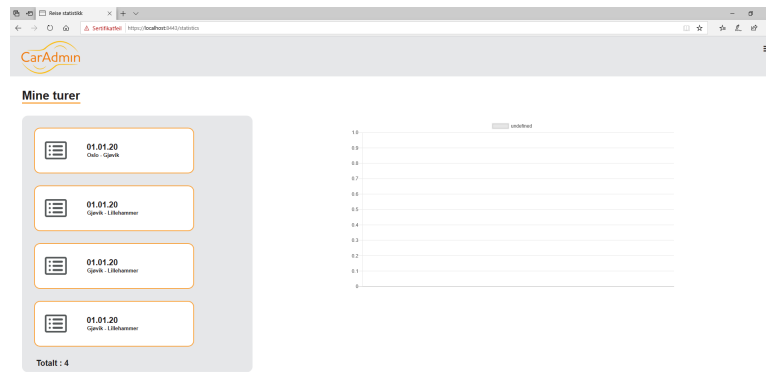 Reise statistikk
Sertifikatfeil https://localhost:8443/statistics
CarAdmin
Mine turer
01.01.20
Oslo - Gjøvik
01.01.20
Gjøvik - Lillehammer
01.01.20
Gjøvik - Lillehammer
01.01.20
Gjøvik - Lillehammer
Totalt : 4
undefined
1.0
0.9
0.8
0.7
0.6
0.5
0.4
0.3
0.2
0.1
0